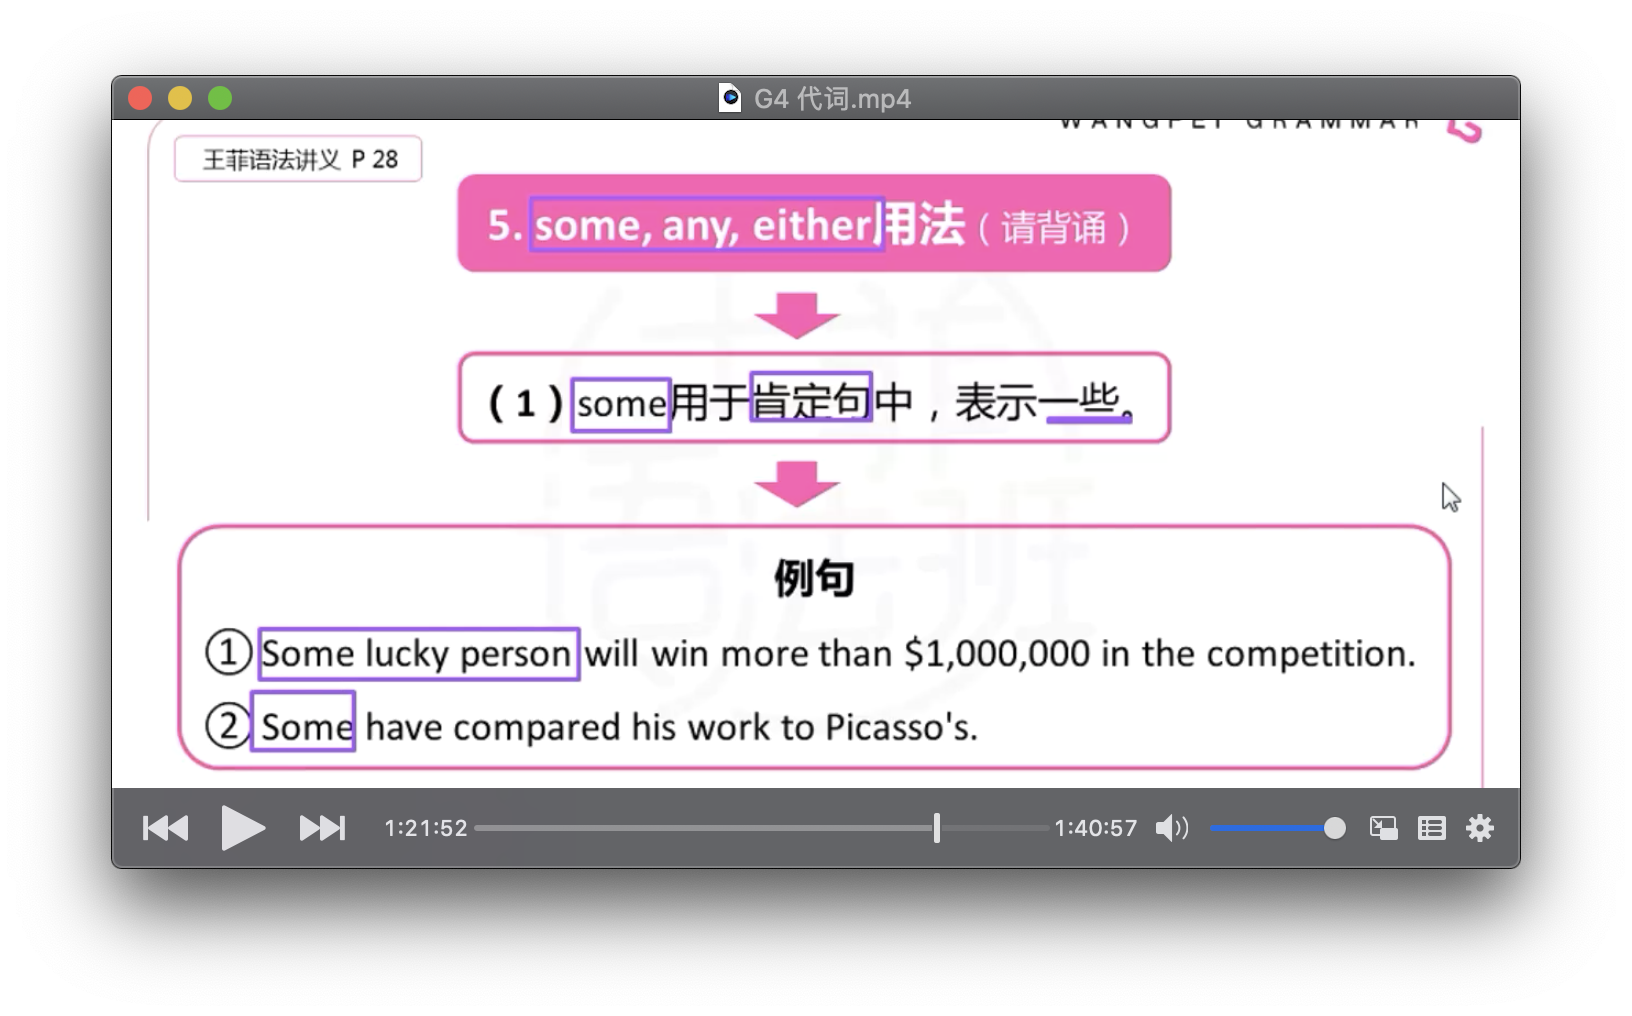 G4 代词.mp4
WANGFEI GRAMMAR
王菲语法讲义 P 28
5. some, any, either用法（请背诵）
（1）some用于肯定句中，表示一些。
例句
① Some lucky person will win more than $1,000,000 in the competition.
② Some have compared his work to Picasso's.
1:21:52
1:40:57